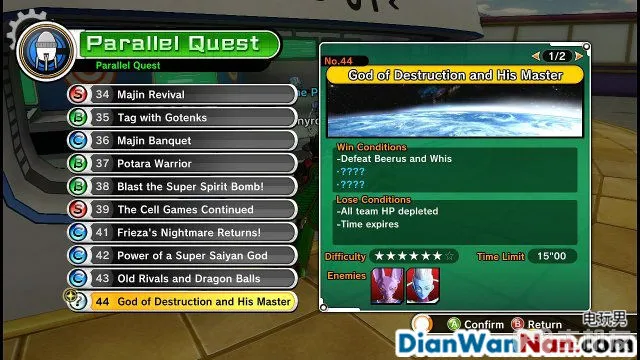 Parallel Quest
Parallel Quest
S 34 Majin Revival
B 35 Tag with Gotenks
C 36 Majin Banquet
B 37 Potara Warrior
B 38 Blast the Super Spirit Bomb!
S 39 The Cell Games Continued
C 41 Frieza's Nightmare Returns!
C 42 Power of a Super Saiyan God
C 43 Old Rivals and Dragon Balls
? 44 God of Destruction and His Master
No.44
1/2
God of Destruction and His Master
Win Conditions
-Defeat Beerus and Whis
-????
-????
Lose Conditions
-All team HP depleted
-Time expires
Difficulty ★★★★★★☆ Time Limit 15"00
Enemies
A Confirm B Return
电玩男
DianWanNan.com